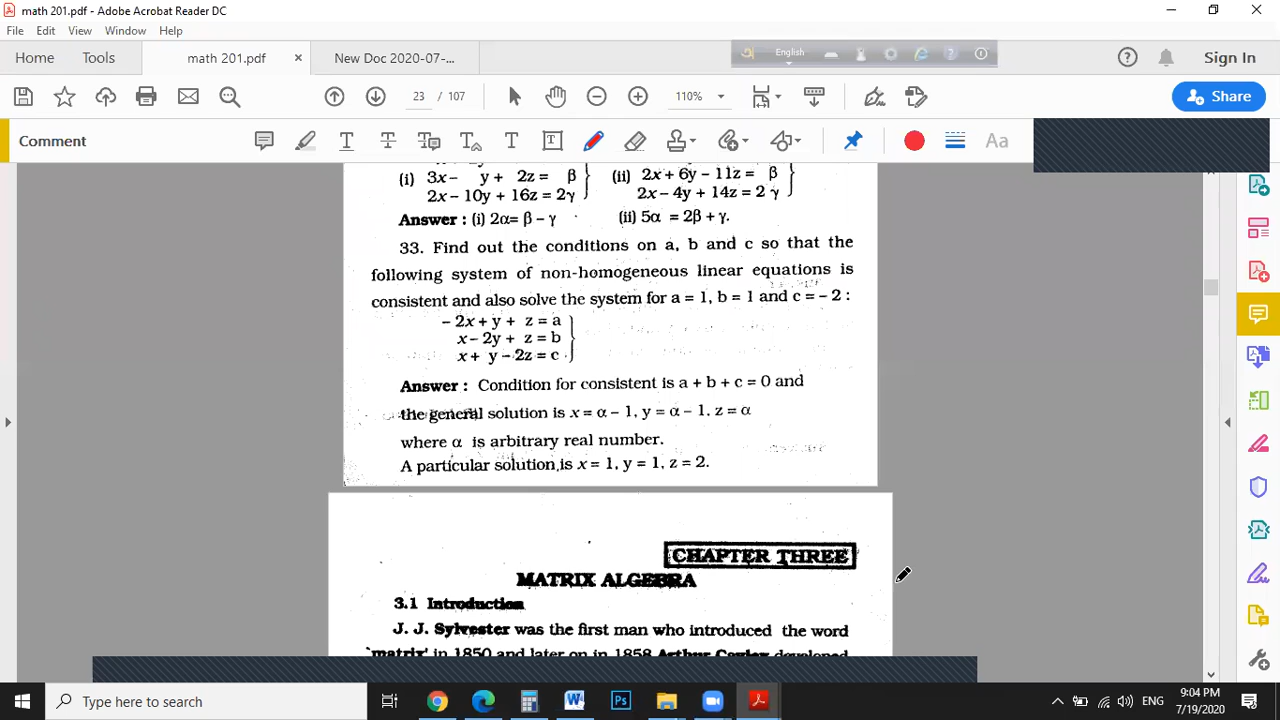 math 201.pdf - Adobe Acrobat Reader DC
File Edit View Window Help
Home Tools math 201.pdf × New Doc 2020-07-... English Sign In
23 / 107 110% Share
Comment Aa
(i) 3x - y + 2z = β (ii) 2x + 6y - 11z = β
2x - 10y + 16z = 2γ 2x - 4y + 14z = 2 γ
Answer : (i) 2α = β - γ (ii) 5α = 2β + γ.
33. Find out the conditions on a, b and c so that the
following system of non-homogeneous linear equations is
consistent and also solve the system for a = 1, b = 1 and c = - 2 :
- 2x + y + z = a
x - 2y + z = b
x + y - 2z = c
Answer : Condition for consistent is a + b + c = 0 and
the general solution is x = α - 1, y = α - 1. z = α
where α is arbitrary real number.
A particular solution is x = 1, y = 1, z = 2.
CHAPTER THREE
MATRIX ALGEBRA
3.1 Introduction
J. J. Sylvester was the first man who introduced the word
'matrix' in 1850 and later on in 1858 Arthur Cayley developed
Type here to search
ENG
9:04 PM
7/19/2020